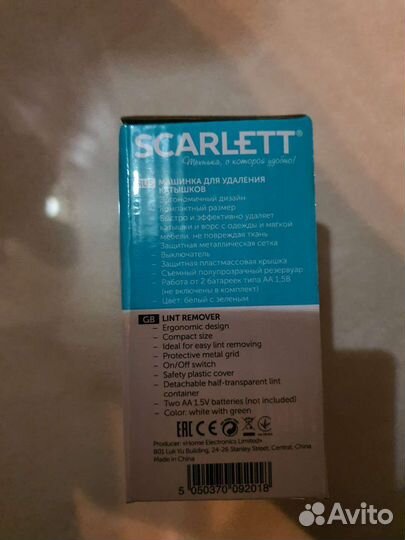 SCARLETT®
Техника, с которой удобно!
RUS МАШИНКА ДЛЯ УДАЛЕНИЯ
КАТЫШКОВ
– Эргономичный дизайн
– Компактный размер
– Быстро и эффективно удаляет
катышки и ворс с одежды и мягкой
мебели, не повреждая ткань
– Защитная металлическая сетка
– Выключатель
– Защитная пластмассовая крышка
– Съемный полупрозрачный резервуар
– Работа от 2 батареек типа АА 1,5В
(не включены в комплект)
– Цвет: белый с зеленым
GB LINT REMOVER
– Ergonomic design
– Compact size
– Ideal for easy lint removing
– Protective metal grid
– On/Off switch
– Safety plastic cover
– Detachable half-transparent lint
container
– Two AA 1.5V batteries (not included)
– Color: white with green
EAC CE
Producer: «Home Electronics Limited»
801 Luk Yu Building, 24-26 Stanley Street, Central, China
Made in China
5 050370 092018
Avito